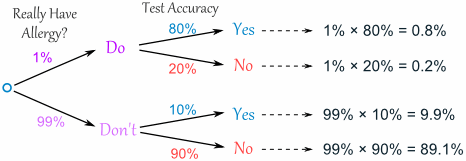 Really Have
Allergy?
Test Accuracy
1%
Do
80%
Yes
1% × 80% = 0.8%
20%
No
1% × 20% = 0.2%
99%
Don't
10%
Yes
99% × 10% = 9.9%
90%
No
99% × 90% = 89.1%